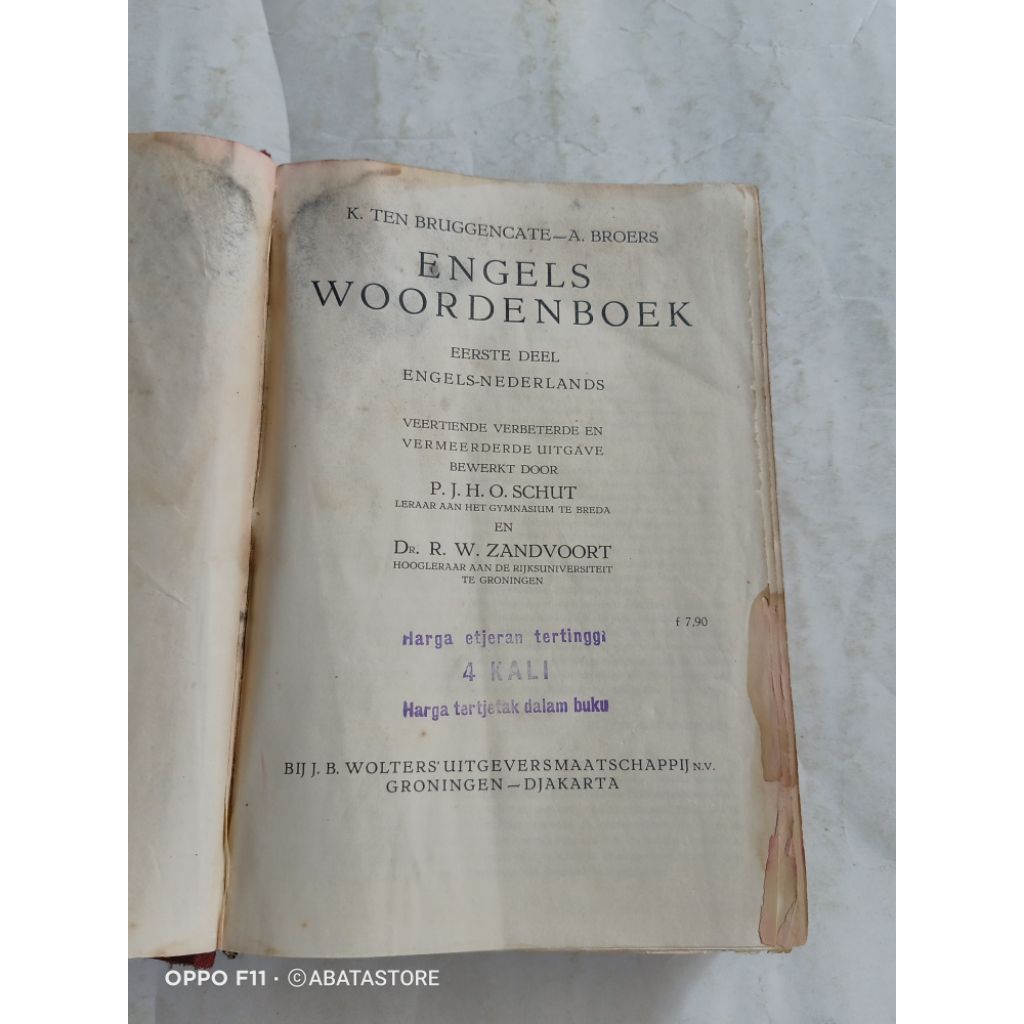 K. TEN BRUGGENCATE—A. BROERS
ENGELS
WOORDENBOEK
EERSTE DEEL
ENGELS-NEDERLANDS
VEERTIENDE VERBETERDE EN
VERMEERDERDE UITGAVE
BEWERKT DOOR
P. J. H. O. SCHUT
LERAAR AAN HET GYMNASIUM TE BREDA
EN
DR. R. W. ZANDVOORT
HOOGLERAAR AAN DE RIJKSUNIVERSITEIT
TE GRONINGEN
f 7,90
Harga etjeran tertinggi
4 KALI
Harga tertjetak dalam buku
BIJ J. B. WOLTERS' UITGEVERSMAATSCHAPPIJ N.V.
GRONINGEN — DJAKARTA
OPPO F11 · ©ABATASTORE